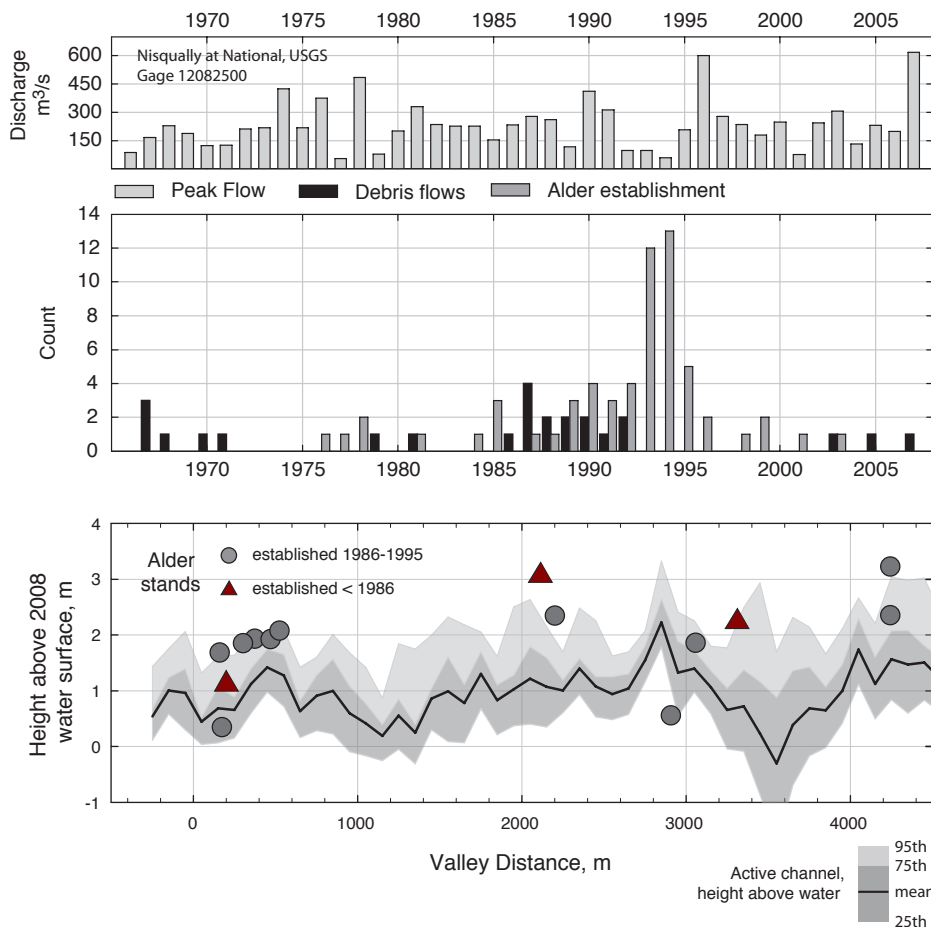 1970 1975 1980 1985 1990 1995 2000 2005
600
450
300
150
Discharge
m³/s
Nisqually at National, USGS
Gage 12082500
Peak Flow Debris flows Alder establishment
14
12
10
8
6
4
2
0
Count
1970 1975 1980 1985 1990 1995 2000 2005
4
3
2
1
0
-1
Height above 2008
water surface, m
Alder
stands
established 1986-1995
established < 1986
0 1000 2000 3000 4000
Valley Distance, m
Active channel,
height above water
95th
75th
mean
25th